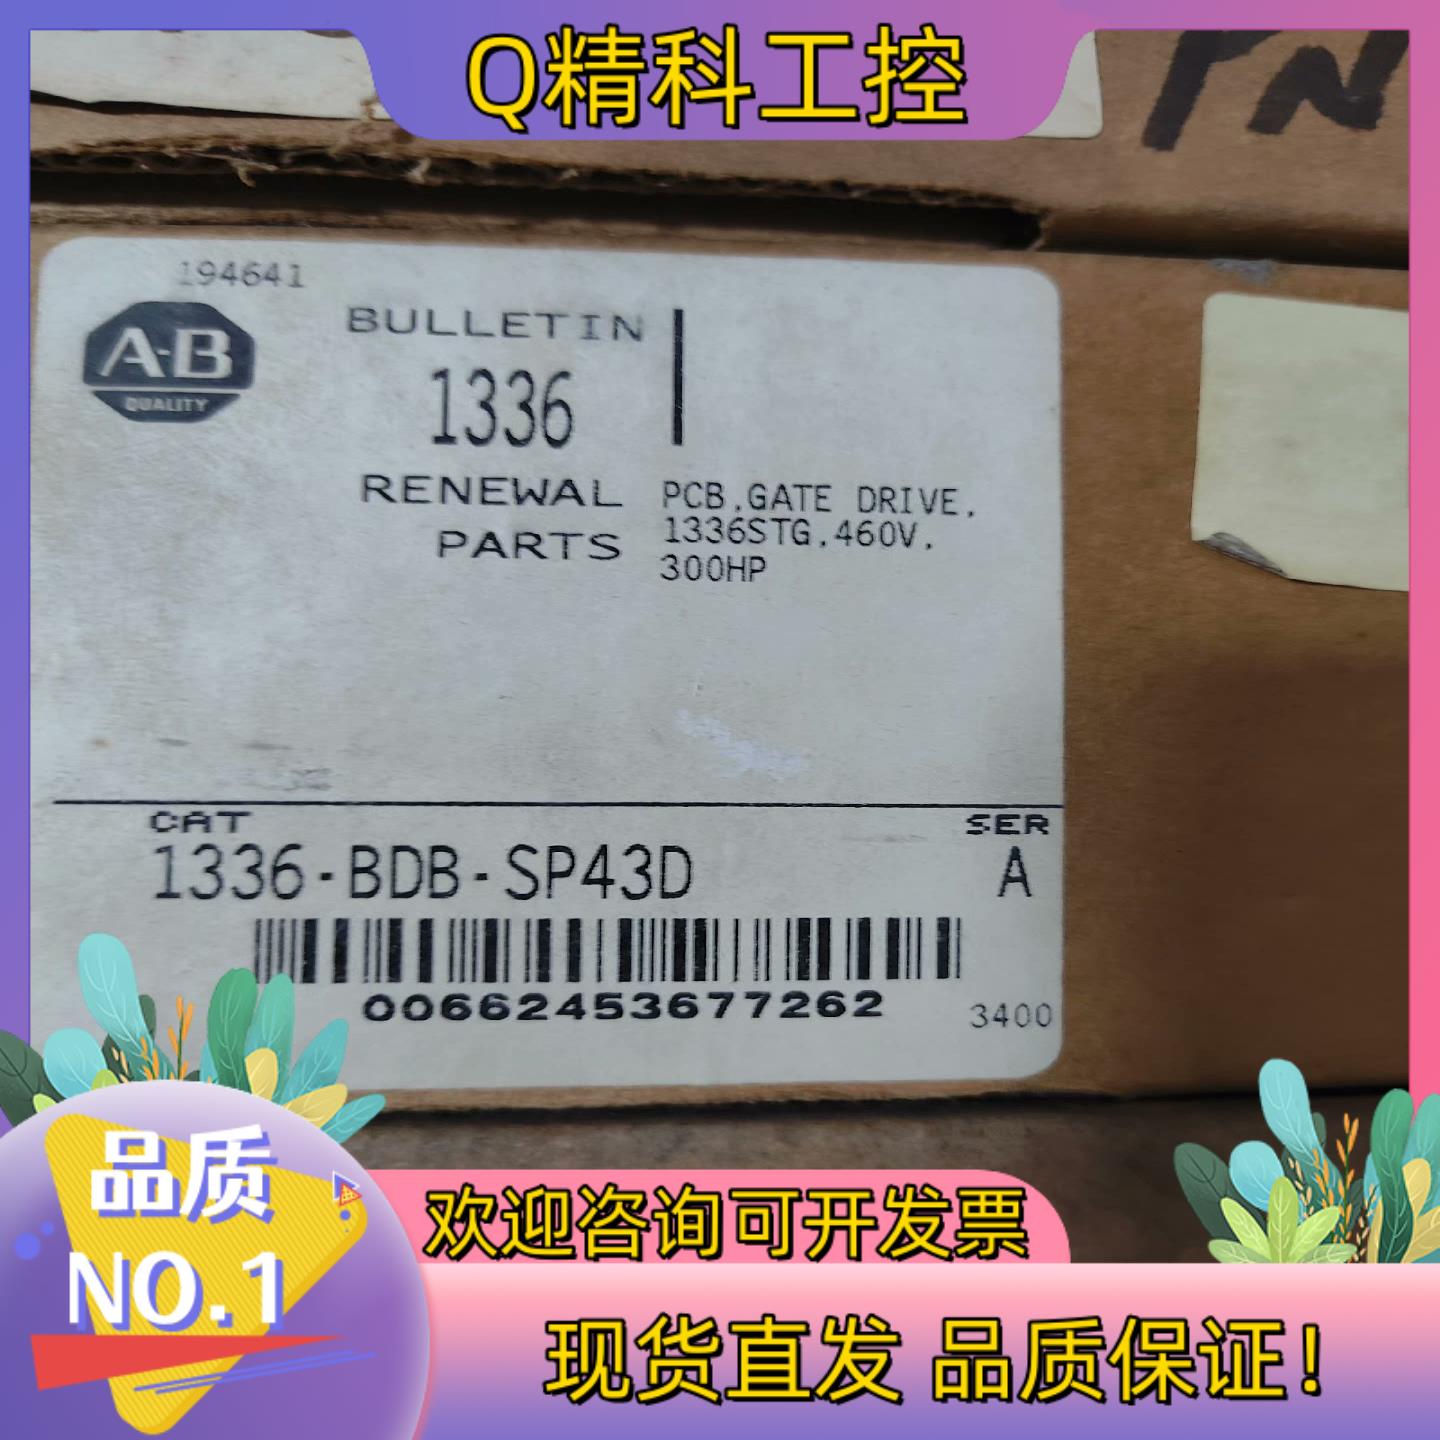 Q精科工控
PN
194641
A-B
QUALITY
BULLETIN
1336
RENEWAL
PARTS
PCB,GATE DRIVE,
1336STG,460V,
300HP
CAT
1336-BDB-SP43D
SER
A
00662453677262
3400
品质
NO.1
欢迎咨询可开发票
现货直发 品质保证!